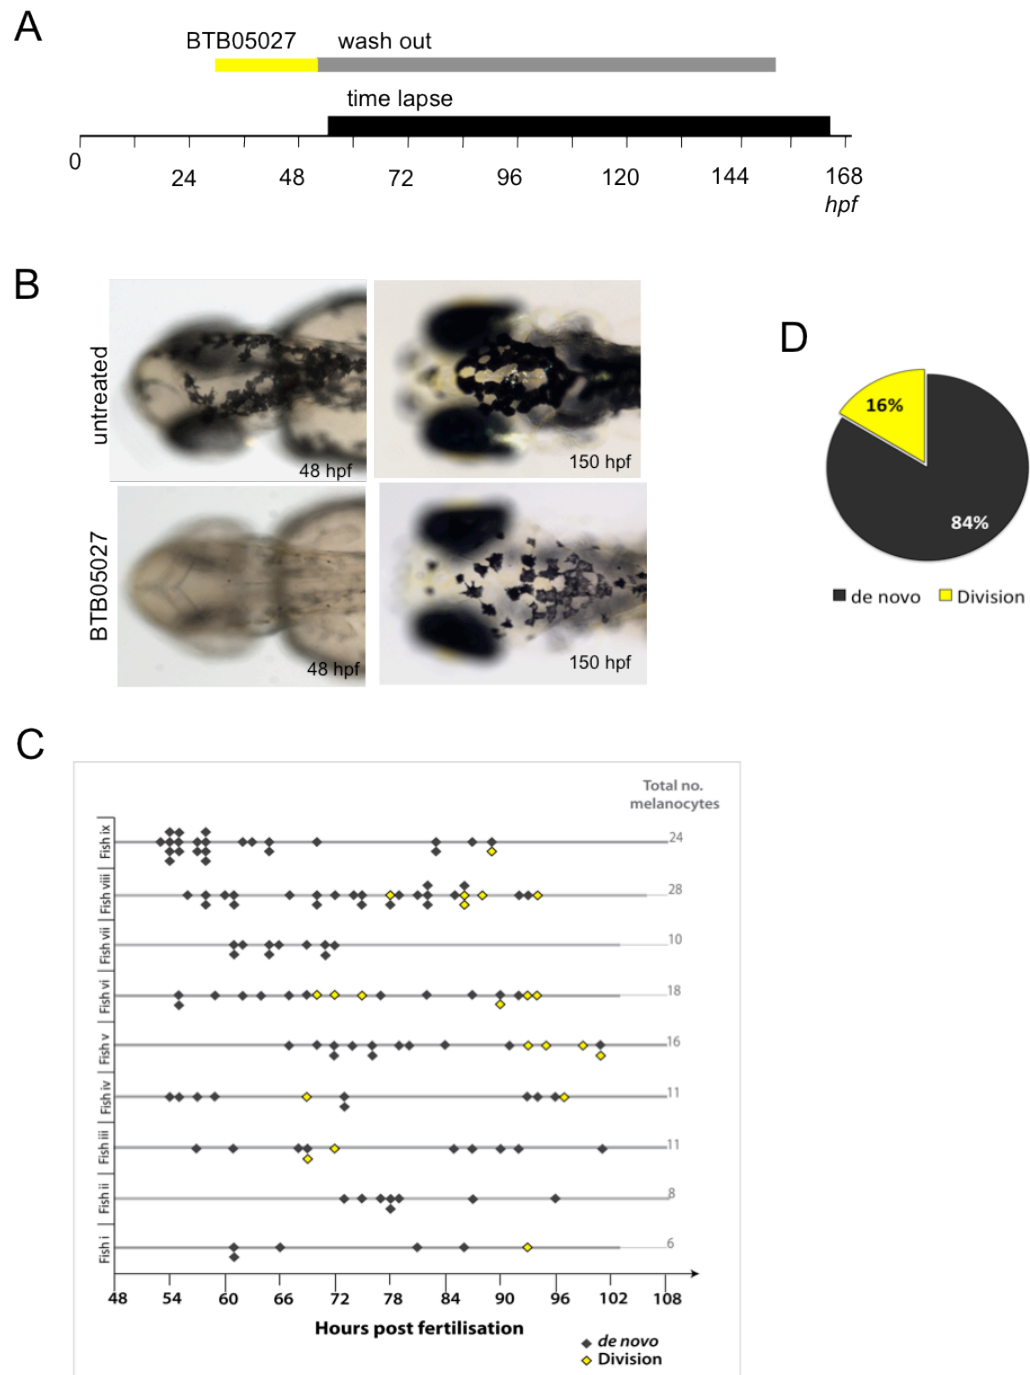 A
BTB05027 wash out
time lapse
0 24 48 72 96 120 144 168
hpf
B
untreated
48 hpf
150 hpf
BTB05027
48 hpf
150 hpf
D
16%
84%
de novo Division
C
Total no.
melanocytes
Fish ix 24
Fish viii 28
Fish vii 10
Fish vi 18
Fish v 16
Fish iv 11
Fish iii 11
Fish ii 8
Fish i 6
48 54 60 66 72 78 84 90 96 102 108
Hours post fertilisation
de novo
Division